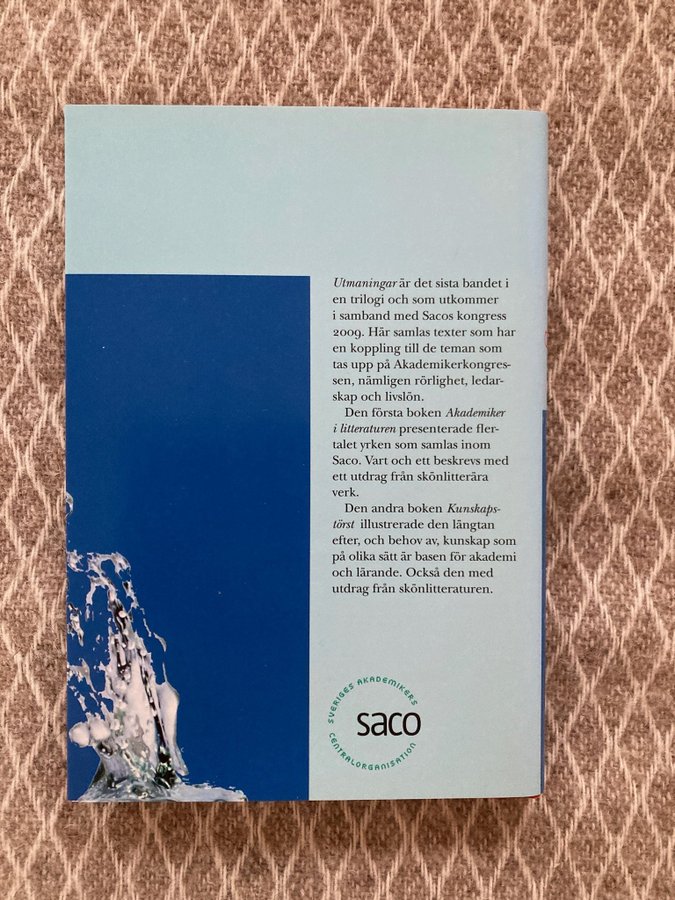 Utmaningar är det sista bandet i
en trilogi och som utkommer
i samband med Sacos kongress
2009. Här samlas texter som har
en koppling till de teman som
tas upp på Akademikerkongres-
sen, nämligen rörlighet, ledar-
skap och livslön.
Den första boken Akademiker
i litteraturen presenterade fler-
talet yrken som samlas inom
Saco. Vart och ett beskrevs med
ett utdrag från skönlitterära
verk.
Den andra boken Kunskaps-
törst illustrerade den längtan
efter, och behov av, kunskap som
på olika sätt är basen för akademi
och lärande. Också den med
utdrag från skönlitteraturen.
SVERIGES AKADEMIKERS
saco
CENTRALORGANISATION